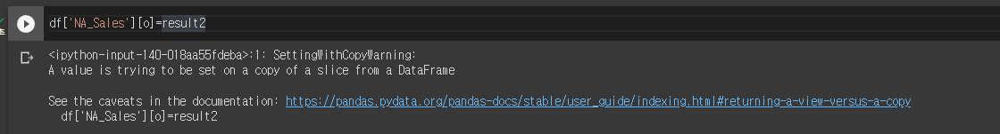 df['NA_Sales'][o]=result2
<ipython-input-140-018aa55fdeba>:1: SettingWithCopyWarning:
A value is trying to be set on a copy of a slice from a DataFrame
See the caveats in the documentation: https://pandas.pydata.org/pandas-docs/stable/user_guide/indexing.html#returning-a-view-versus-a-copy
df['NA_Sales'][o]=result2